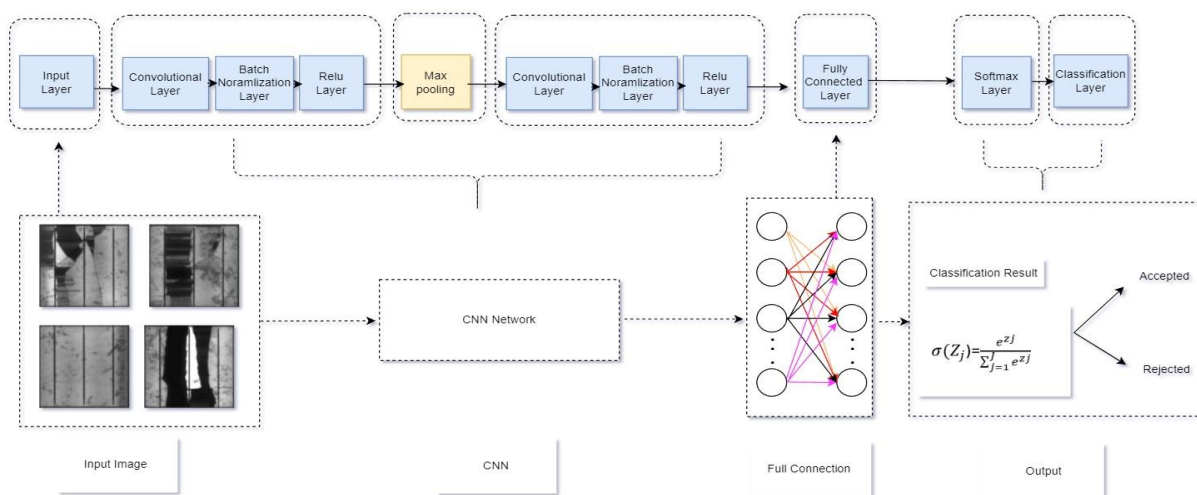 Input
Layer
Convolutional
Layer
Batch
Noramlization
Layer
Relu
Layer
Max
pooling
Convolutional
Layer
Batch
Noramlization
Layer
Relu
Layer
Fully
Connected
Layer
Softmax
Layer
Classification
Layer
CNN Network
Classification Result
σ(Z_j)=e^{zj}/∑_{j=1}^{J} e^{zj}
Accepted
Rejected
Input Image
CNN
Full Connection
Output